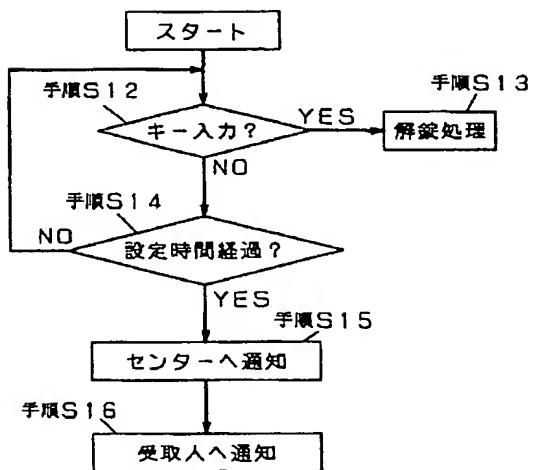 スタート
手順S12
キー入力?
YES
手順S13
解錠処理
NO
手順S14
NO
設定時間経過?
YES
手順S15
センターへ通知
手順S16
受取人へ通知